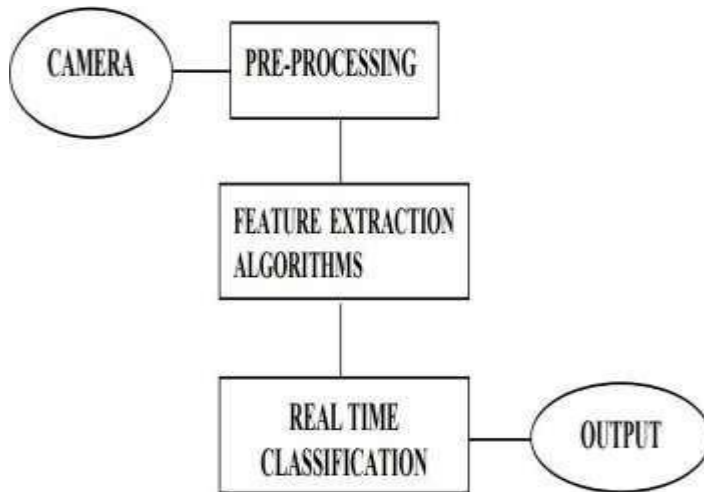 CAMERA
PRE-PROCESSING
FEATURE EXTRACTION
ALGORITHMS
REAL TIME
CLASSIFICATION
OUTPUT